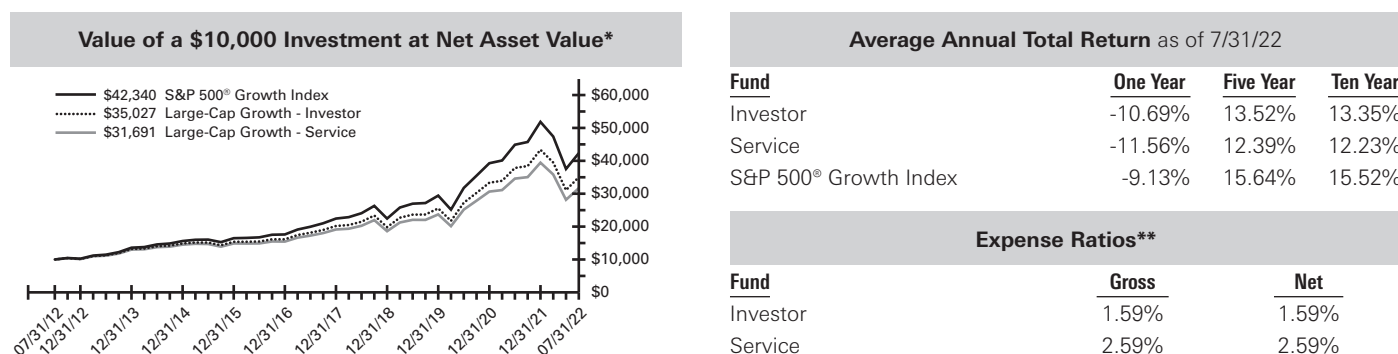 Value of a $10,000 Investment at Net Asset Value*
$42,340 S&P 500® Growth Index
$35,027 Large-Cap Growth - Investor
$31,691 Large-Cap Growth - Service
$60,000
$50,000
$40,000
$30,000
$20,000
$10,000
$0
07/31/12
12/31/12
12/31/13
12/31/14
12/31/15
12/31/16
12/31/17
12/31/18
12/31/19
12/31/20
12/31/21
07/31/22
Average Annual Total Return as of 7/31/22
Fund One Year Five Year Ten Year
Investor -10.69% 13.52% 13.35%
Service -11.56% 12.39% 12.23%
S&P 500® Growth Index -9.13% 15.64% 15.52%
Expense Ratios**
Fund Gross Net
Investor 1.59% 1.59%
Service 2.59% 2.59%